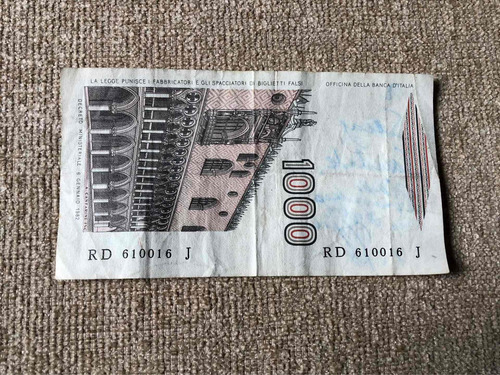 LA LEGGE PUNISCE I FABBRICATORI E GLI SPACCIATORI DI BIGLIETTI FALSI
OFFICINA DELLA BANCA D'ITALIA
DECRETO MINISTERIALE 6 GENNAIO 1982
1000
RD 610016 J
RD 610016 J